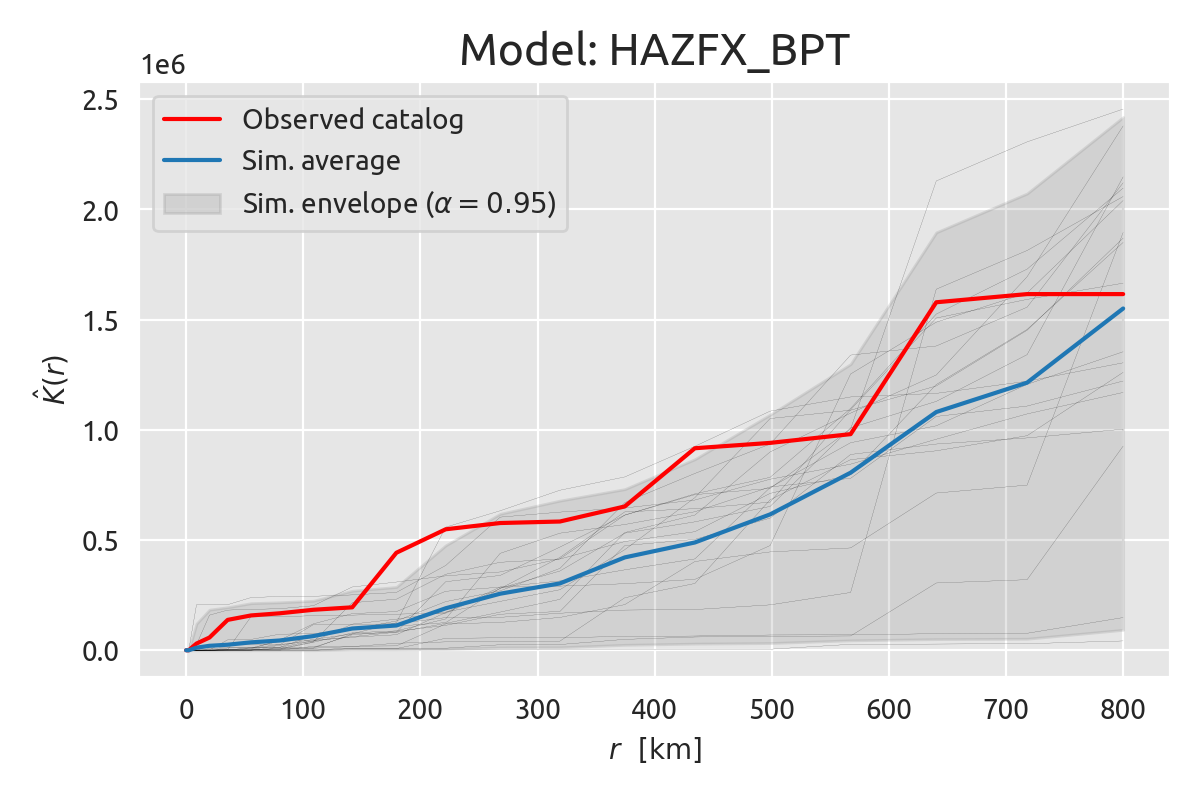 Model: HAZFX_BPT
1e6
Observed catalog
Sim. average
Sim. envelope (α = 0.95)
2.5
2.0
1.5
1.0
0.5
0.0
K̂(r)
0 100 200 300 400 500 600 700 800
r [km]